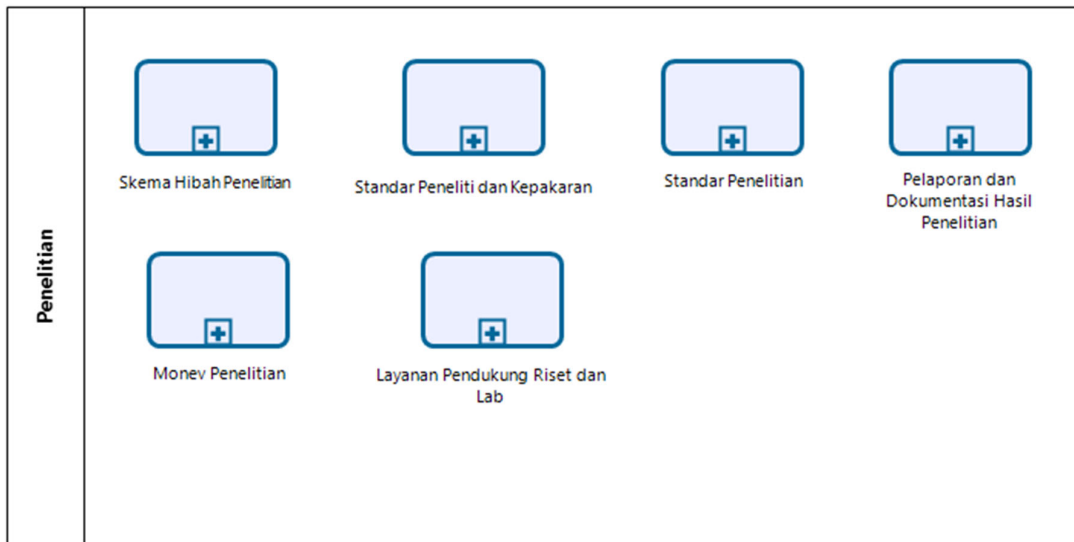 Penelitian
Skema Hibah Penelitian
Standar Peneliti dan Kepakaran
Standar Penelitian
Pelaporan dan
Dokumentasi Hasil
Penelitian
Monev Penelitian
Layanan Pendukung Riset dan
Lab